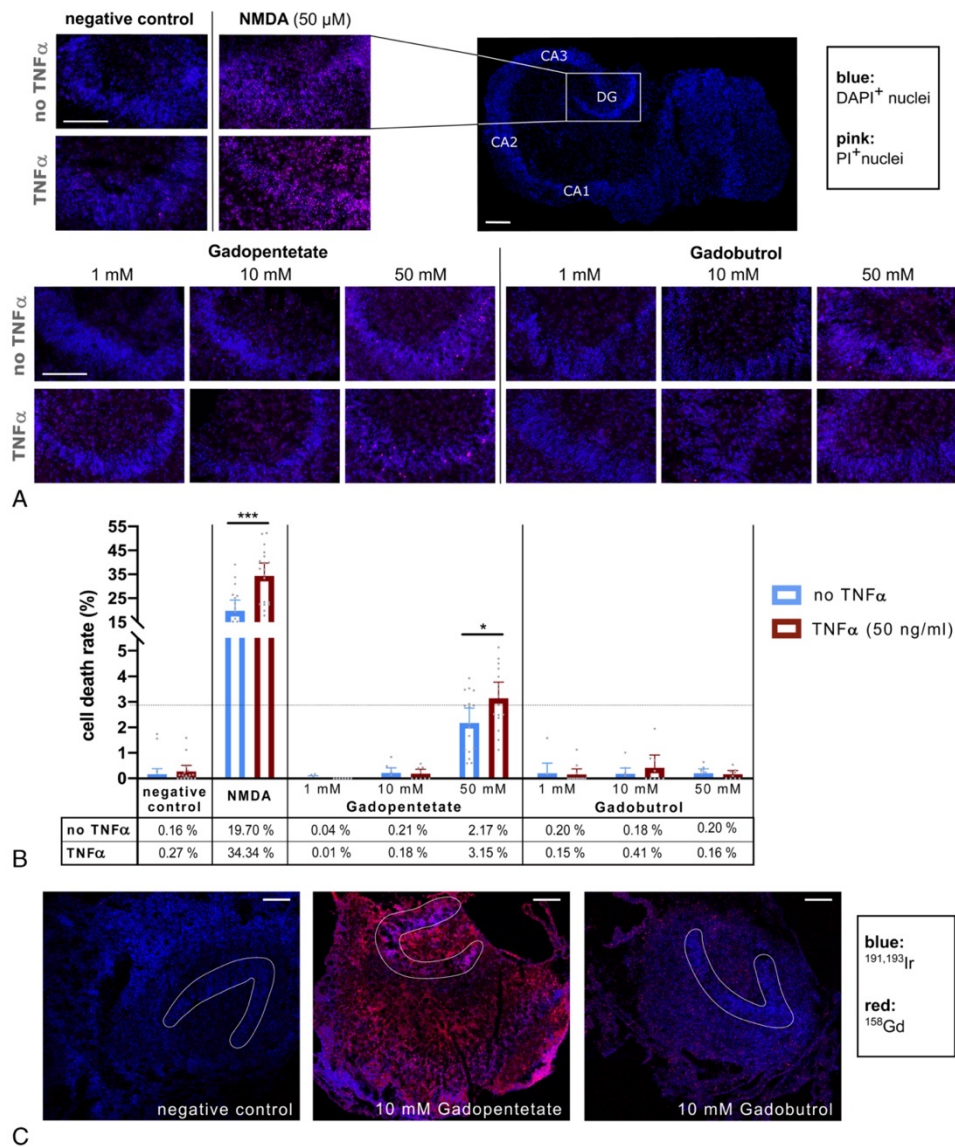 negative control
NMDA (50 µM)
no TNFα
TNFα
CA3
DG
CA2
CA1
blue:
DAPI+ nuclei
pink:
PI+nuclei
Gadopentetate
Gadobutrol
1 mM
10 mM
50 mM
1 mM
10 mM
50 mM
no TNFα
TNFα
A
cell death rate (%)
55
45
35
25
15
5
4
3
2
1
0
***
*
no TNFα
TNFα (50 ng/ml)
negative
control
NMDA
1 mM
10 mM
50 mM
Gadopentetate
1 mM
10 mM
50 mM
Gadobutrol
no TNFα 0.16 % 19.70 % 0.04 % 0.21 % 2.17 % 0.20 % 0.18 % 0.20 %
TNFα 0.27 % 34.34 % 0.01 % 0.18 % 3.15 % 0.15 % 0.41 % 0.16 %
B
negative control
10 mM Gadopentetate
10 mM Gadobutrol
blue:
191,193Ir
red:
158Gd
C